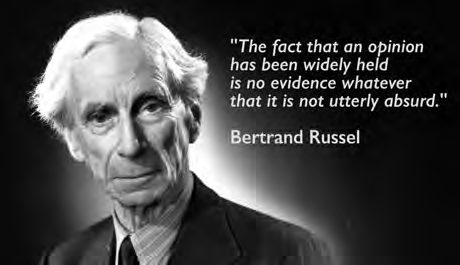 "The fact that an opinion
has been widely held
is no evidence whatever
that it is not utterly absurd."
Bertrand Russel